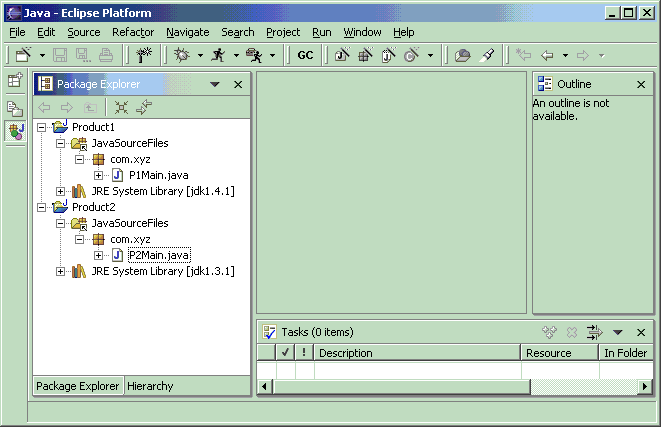 Java - Eclipse Platform
File Edit Source Refactor Navigate Search Project Run Window Help
GC
Package Explorer
Outline
An outline is not
available.
Product1
JavaSourceFiles
com.xyz
P1Main.java
JRE System Library [jdk1.4.1]
Product2
JavaSourceFiles
com.xyz
P2Main.java
JRE System Library [jdk1.3.1]
Package Explorer Hierarchy
Tasks (0 items)
! Description Resource In Folder